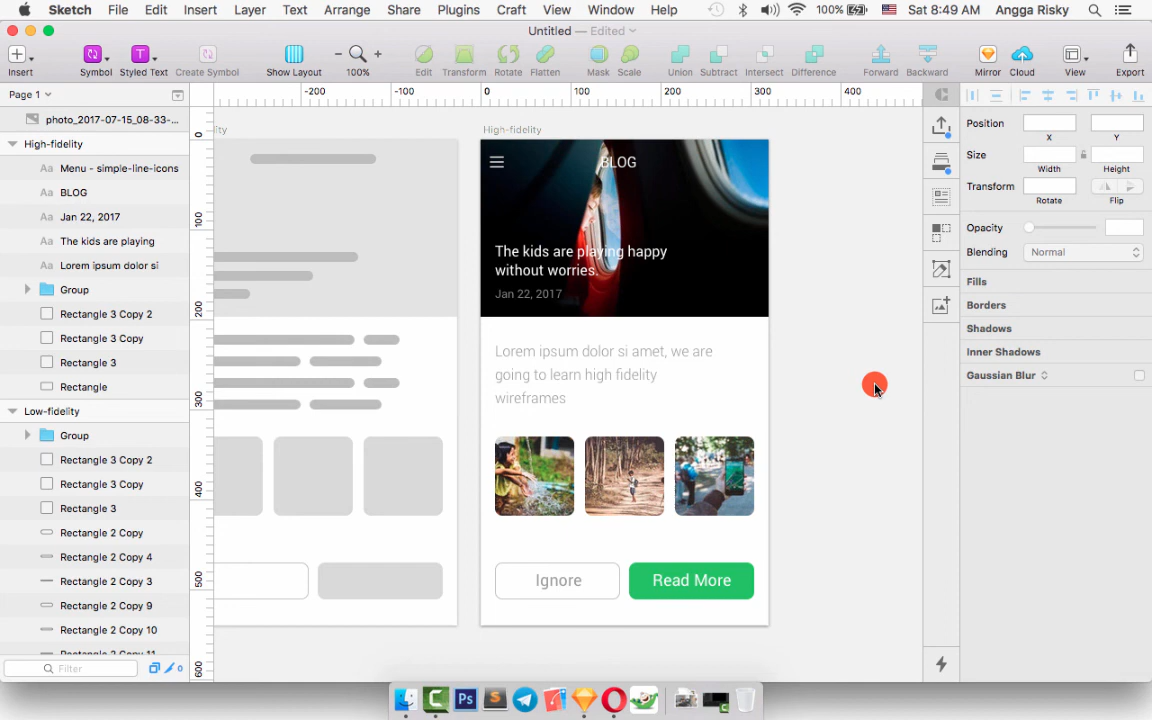 Sketch File Edit Insert Layer Text Arrange Share Plugins Craft View Window Help 100% Sat 8:49 AM Angga Risky
Untitled — Edited
Insert Symbol Styled Text Create Symbol Show Layout 100% Edit Transform Rotate Flatten Mask Scale Union Subtract Intersect Difference Forward Backward Mirror Cloud View Export
Page 1
-200 -100 0 100 200 300 400
photo_2017-07-15_08-33-...
High-fidelity
Menu - simple-line-icons
BLOG
Jan 22, 2017
The kids are playing
Lorem ipsum dolor si
Group
Rectangle 3 Copy 2
Rectangle 3 Copy
Rectangle 3
Rectangle
Low-fidelity
Group
Rectangle 3 Copy 2
Rectangle 3 Copy
Rectangle 3
Rectangle 2 Copy
Rectangle 2 Copy 4
Rectangle 2 Copy 3
Rectangle 2 Copy 9
Rectangle 2 Copy 10
Rectangle 2 Copy 11
Filter
0
0
100
200
300
400
500
600
ity
High-fidelity
BLOG
The kids are playing happy
without worries.
Jan 22, 2017
Lorem ipsum dolor si amet, we are
going to learn high fidelity
wireframes
Ignore
Read More
Position
X Y
Size
Width Height
Transform
Rotate Flip
Opacity
Blending Normal
Fills
Borders
Shadows
Inner Shadows
Gaussian Blur
Ps
S